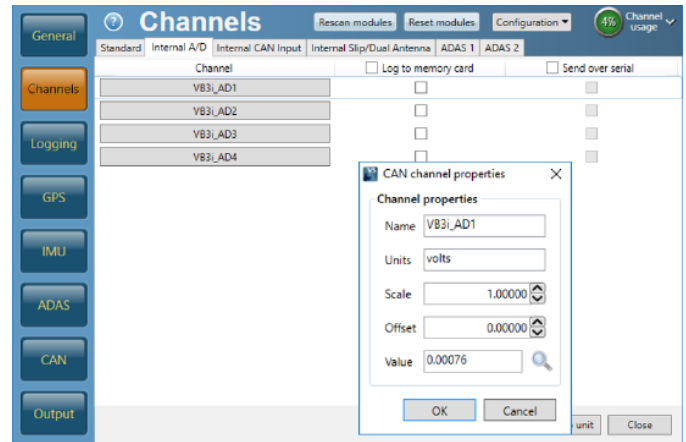 General
Channels
Logging
GPS
IMU
ADAS
CAN
Output
? Channels
Rescan modules
Reset modules
Configuration
4%
Channel usage
Standard
Internal A/D
Internal CAN Input
Internal Slip/Dual Antenna
ADAS 1
ADAS 2
Channel
Log to memory card
Send over serial
VB3i_AD1
VB3i_AD2
VB3i_AD3
VB3i_AD4
CAN channel properties
Channel properties
Name VB3i_AD1
Units volts
Scale 1.00000
Offset 0.00000
Value 0.00076
OK Cancel
unit
Close